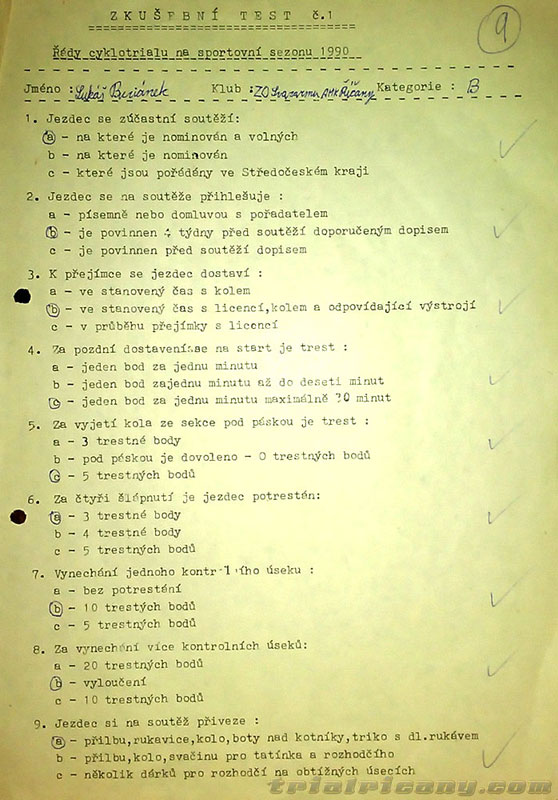 ZKUŠEBNÍ TEST č.1
9
Řády cyklotrialu na sportovní sezonu 1990
Jméno : Lukáš Beránek Klub : ZO Svazarmu AMK Říčany Kategorie : B
1. Jezdec se zúčastní soutěží:
a - na které je nominován a volných
b - na které je nominován
c - které jsou pořádány ve Středočeském kraji
2. Jezdec se na soutěže přihlešuje :
a - písemně nebo domluvou s pořadatelem
b - je povinnen 4 týdny před soutěží doporučeným dopisem
c - je povinnen před soutěží dopisem
3. K přejímce se jezdec dostaví :
a - ve stanovený čas s kolem
b - ve stanovený čas s licencí,kolem a odpovídající výstrojí
c - v průběhu přejímky s licencí
4. Za pozdní dostavení se na start je trest :
a - jeden bod za jednu minutu
b - jeden bod zajednu minutu až do deseti minut
c - jeden bod za jednu minutu maximálně 30 minut
5. Za vyjetí kola ze sekce pod páskou je trest :
a - 3 trestné body
b - pod páskou je dovoleno - 0 trestných bodů
c - 5 trestných bodů
6. Za čtyři šlápnutí je jezdec potrestán:
a - 3 trestné body
b - 4 trestné body
c - 5 trestných bodů
7. Vynechání jednoho kontrolního úseku :
a - bez potrestání
b - 10 trestých bodů
c - 5 trestných bodů
8. Za vynechání více kontrolních úseků:
a - 20 trestných bodů
b - vyloučení
c - 10 trestných bodů
9. Jezdec si na soutěž přiveze :
a - přilbu,rukavice,kolo,boty nad kotníky,triko s dl.rukávem
b - přilbu,kolo,svačinu pro tatínka a rozhodčího
c - několik dárků pro rozhodčí na obtížných úsecích
trialricany.com